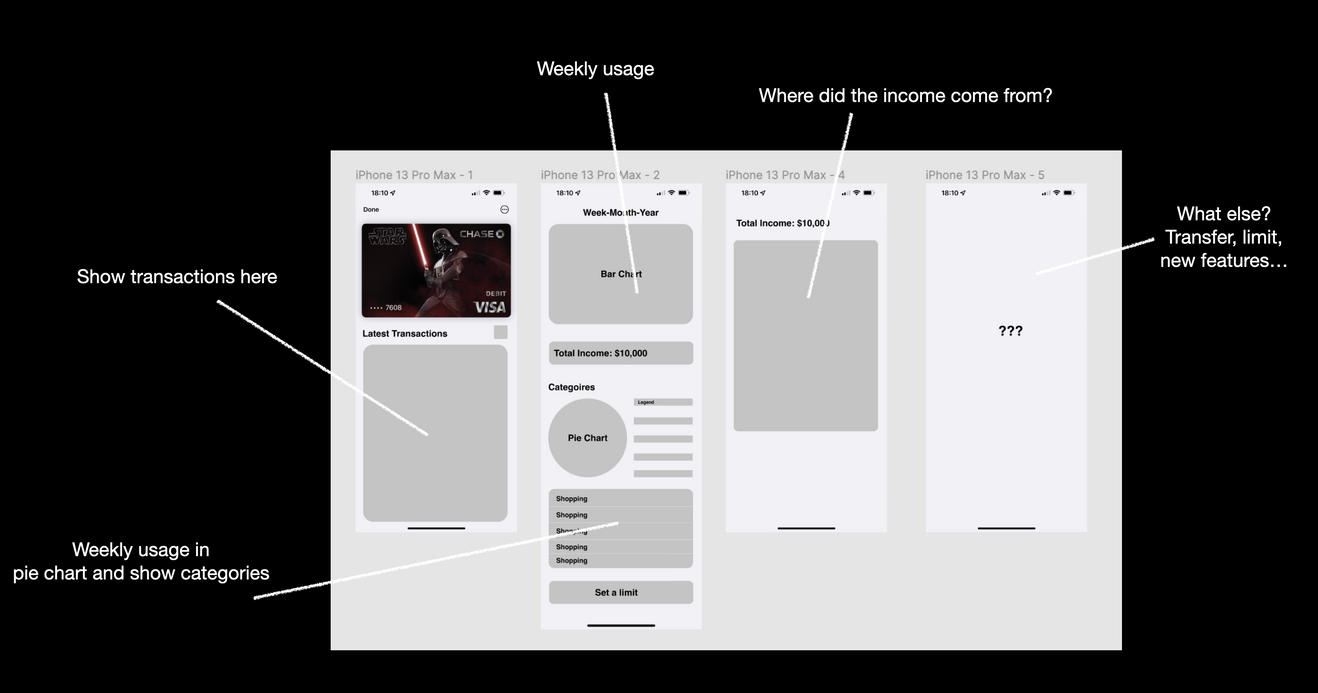 Weekly usage
Where did the income come from?
iPhone 13 Pro Max - 1
iPhone 13 Pro Max - 2
iPhone 13 Pro Max - 4
iPhone 13 Pro Max - 5
18:10
18:10
18:10
18:10
Done
STAR
WARS
CHASE
DEBIT
•••• 7608
VISA
Latest Transactions
Week-Month-Year
Bar Chart
Total Income: $10,000
Categoires
Pie Chart
Legend
Shopping
Shopping
Shopping
Shopping
Shopping
Set a limit
Total Income: $10,000
???
What else?
Transfer, limit,
new features...
Show transactions here
Weekly usage in
pie chart and show categories